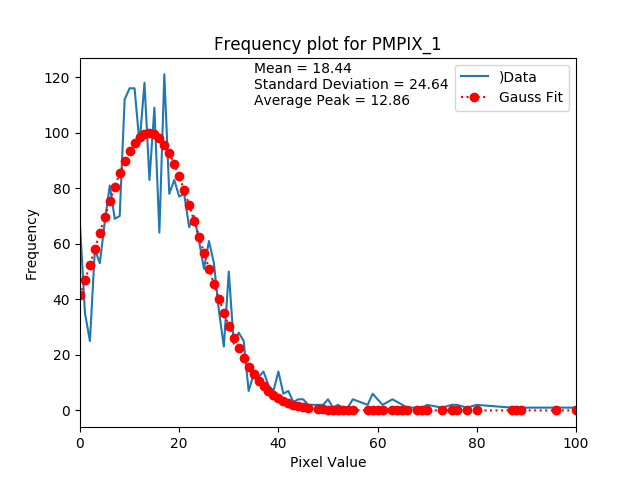 Frequency plot for PMPIX_1
Mean = 18.44
Standard Deviation = 24.64
Average Peak = 12.86
)Data
Gauss Fit
Frequency
120
100
80
60
40
20
0
0 20 40 60 80 100
Pixel Value